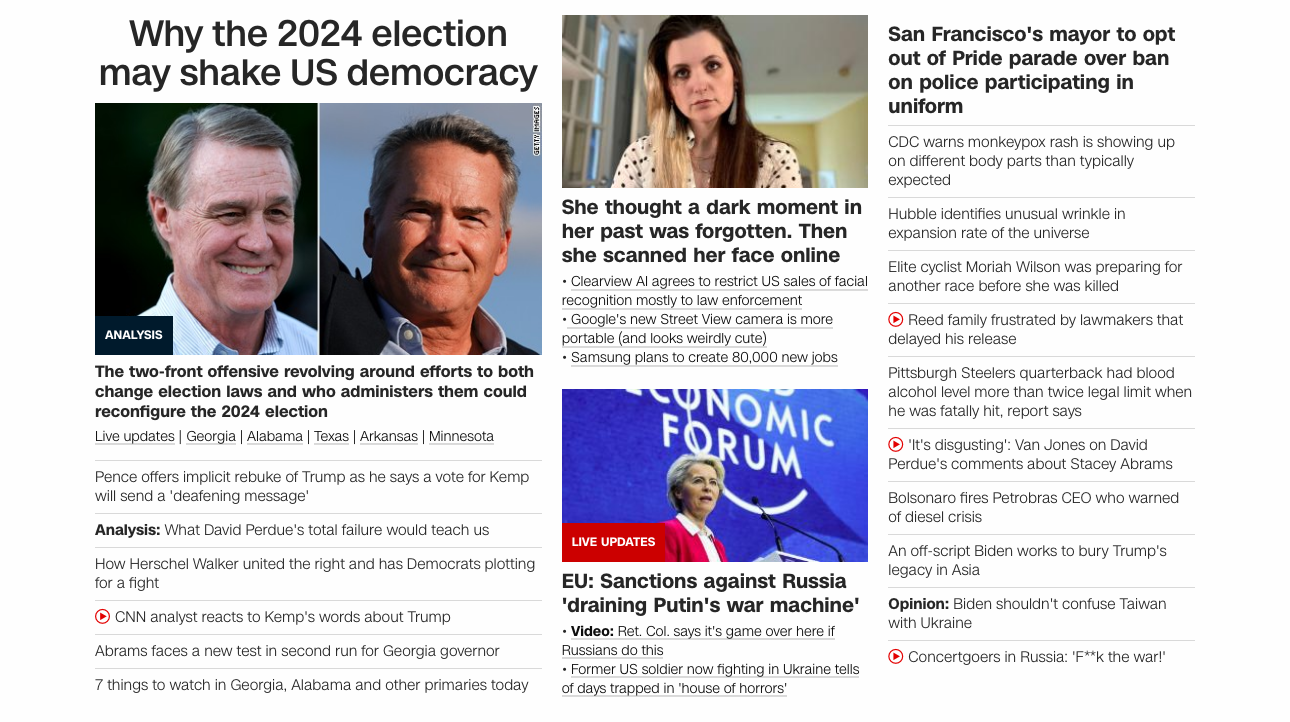 Why the 2024 election
may shake US democracy
GETTY IMAGES
ANALYSIS
The two-front offensive revolving around efforts to both
change election laws and who administers them could
reconfigure the 2024 election
Live updates | Georgia | Alabama | Texas | Arkansas | Minnesota
Pence offers implicit rebuke of Trump as he says a vote for Kemp
will send a 'deafening message'
Analysis: What David Perdue's total failure would teach us
How Herschel Walker united the right and has Democrats plotting
for a fight
CNN analyst reacts to Kemp's words about Trump
Abrams faces a new test in second run for Georgia governor
7 things to watch in Georgia, Alabama and other primaries today
She thought a dark moment in
her past was forgotten. Then
she scanned her face online
• Clearview AI agrees to restrict US sales of facial
recognition mostly to law enforcement
• Google's new Street View camera is more
portable (and looks weirdly cute)
• Samsung plans to create 80,000 new jobs
ECONOMIC
FORUM
LIVE UPDATES
EU: Sanctions against Russia
'draining Putin's war machine'
• Video: Ret. Col. says it's game over here if
Russians do this
• Former US soldier now fighting in Ukraine tells
of days trapped in 'house of horrors'
San Francisco's mayor to opt
out of Pride parade over ban
on police participating in
uniform
CDC warns monkeypox rash is showing up
on different body parts than typically
expected
Hubble identifies unusual wrinkle in
expansion rate of the universe
Elite cyclist Moriah Wilson was preparing for
another race before she was killed
Reed family frustrated by lawmakers that
delayed his release
Pittsburgh Steelers quarterback had blood
alcohol level more than twice legal limit when
he was fatally hit, report says
'It's disgusting': Van Jones on David
Perdue's comments about Stacey Abrams
Bolsonaro fires Petrobras CEO who warned
of diesel crisis
An off-script Biden works to bury Trump's
legacy in Asia
Opinion: Biden shouldn't confuse Taiwan
with Ukraine
Concertgoers in Russia: 'F**k the war!'